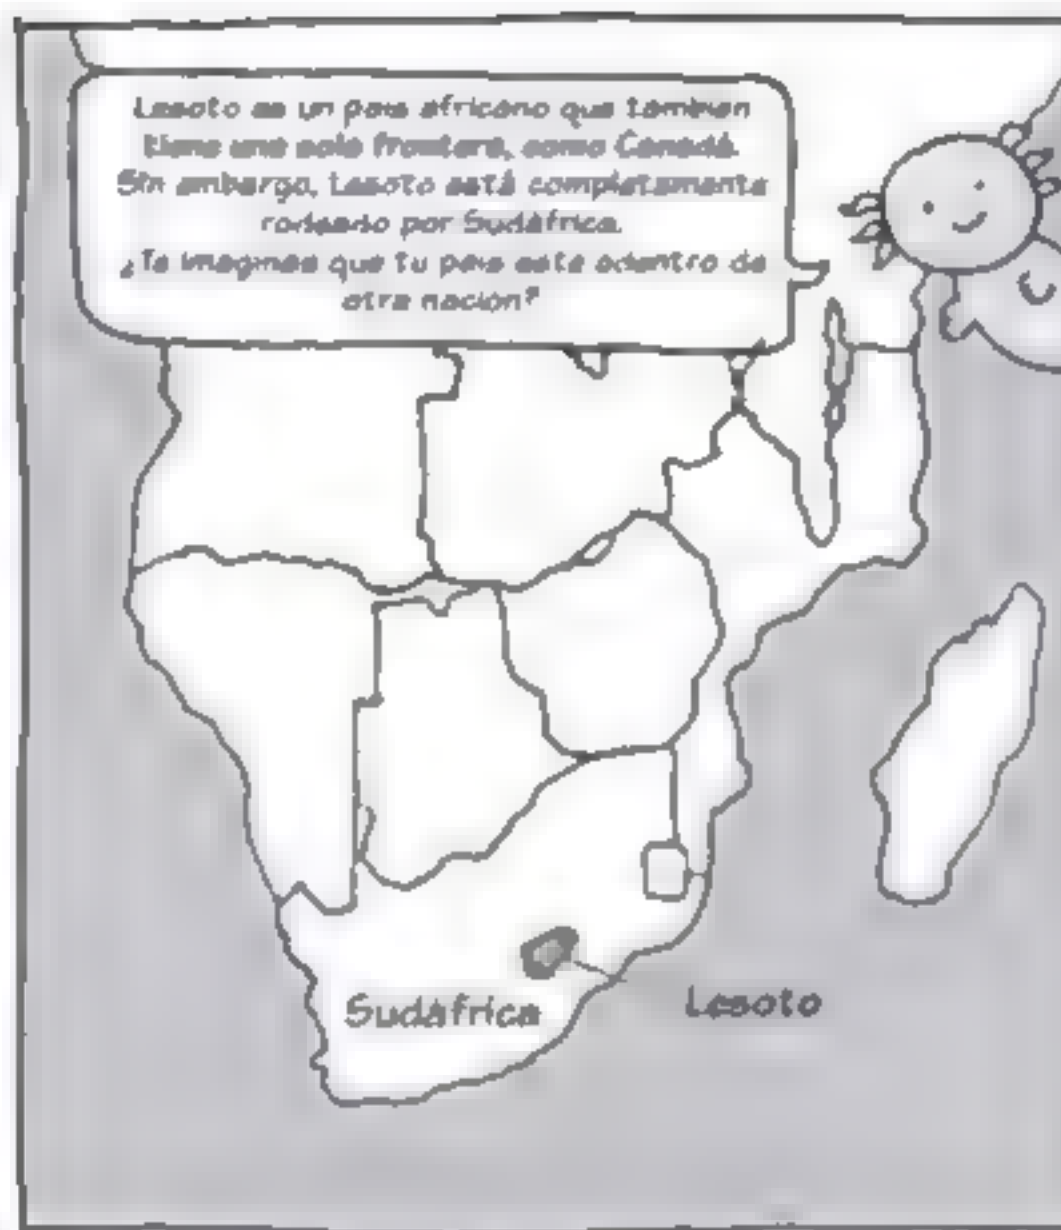 Lesoto es un país africano que también
tiene una sola frontera, como Canadá.
Sin embargo, Lesoto está completamente
rodeado por Sudáfrica.
¿Te imaginas que tu país esté adentro de
otra nación?
Sudáfrica
Lesoto